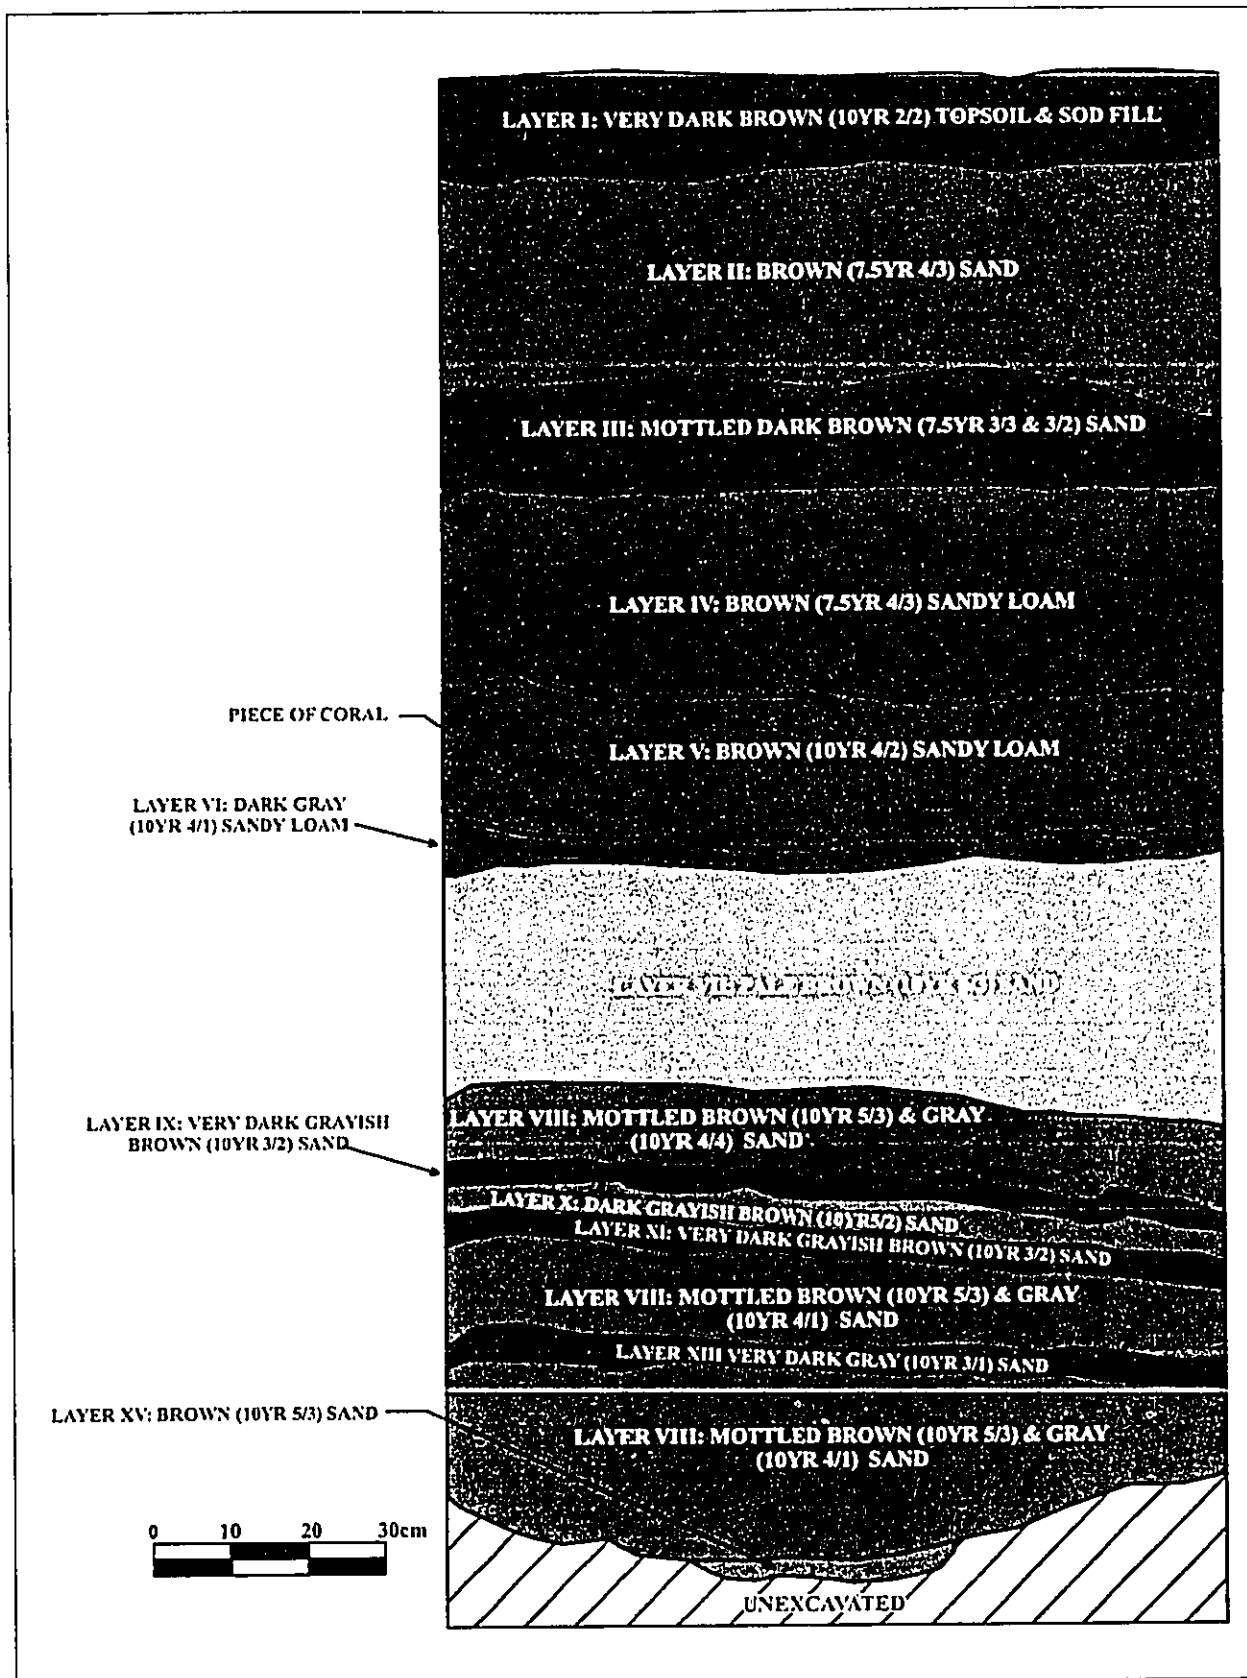 LAYER I: VERY DARK BROWN (10YR 2/2) TOPSOIL & SOD FILL
LAYER II: BROWN (7.5YR 4/3) SAND
LAYER III: MOTTLED DARK BROWN (7.5YR 3/3 & 3/2) SAND
LAYER IV: BROWN (7.5YR 4/3) SANDY LOAM
PIECE OF CORAL
LAYER V: BROWN (10YR 4/2) SANDY LOAM
LAYER VI: DARK GRAY
(10YR 4/1) SANDY LOAM
LAYER VII: PALE BROWN (10YR SAND
LAYER IX: VERY DARK GRAYISH
BROWN (10YR 3/2) SAND
LAYER VIII: MOTTLED BROWN (10YR 5/3) & GRAY
(10YR 4/4) SAND
LAYER X: DARK GRAYISH BROWN (10YR5/2) SAND
LAYER XI: VERY DARK GRAYISH BROWN (10YR 3/2) SAND
LAYER VIII: MOTTLED BROWN (10YR 5/3) & GRAY
(10YR 4/1) SAND
LAYER XIII VERY DARK GRAY (10YR 3/1) SAND
LAYER XV: BROWN (10YR 5/3) SAND
LAYER VIII: MOTTLED BROWN (10YR 5/3) & GRAY
(10YR 4/1) SAND
0 10 20 30cm
UNEXCAVATED